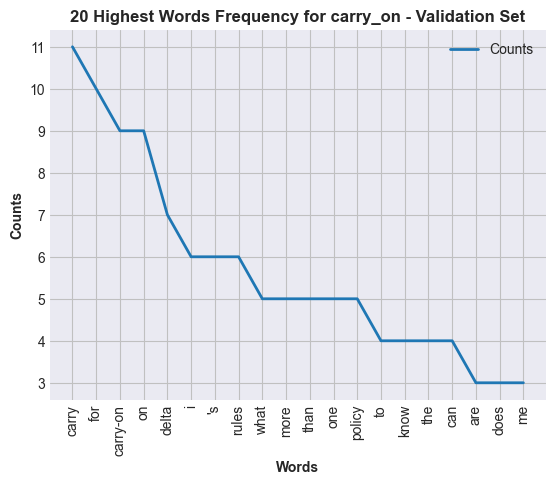 20 Highest Words Frequency for carry_on - Validation Set
Counts
11
10
9
8
7
6
5
4
3
Counts
carry
for
carry-on
on
delta
i
's
rules
what
more
than
one
policy
to
know
the
can
are
does
me
Words